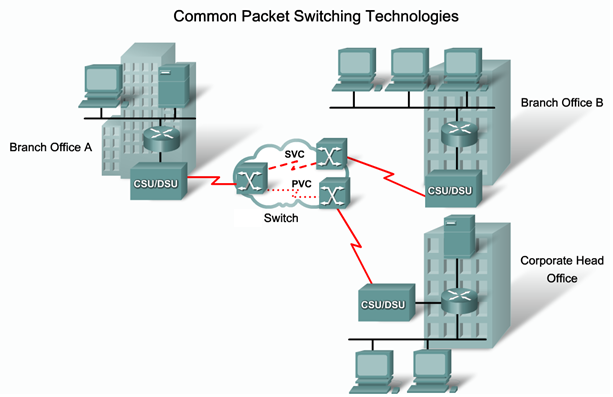 Common Packet Switching Technologies
Branch Office A
CSU/DSU
SVC
PVC
Switch
Branch Office B
CSU/DSU
Corporate Head
Office
CSU/DSU